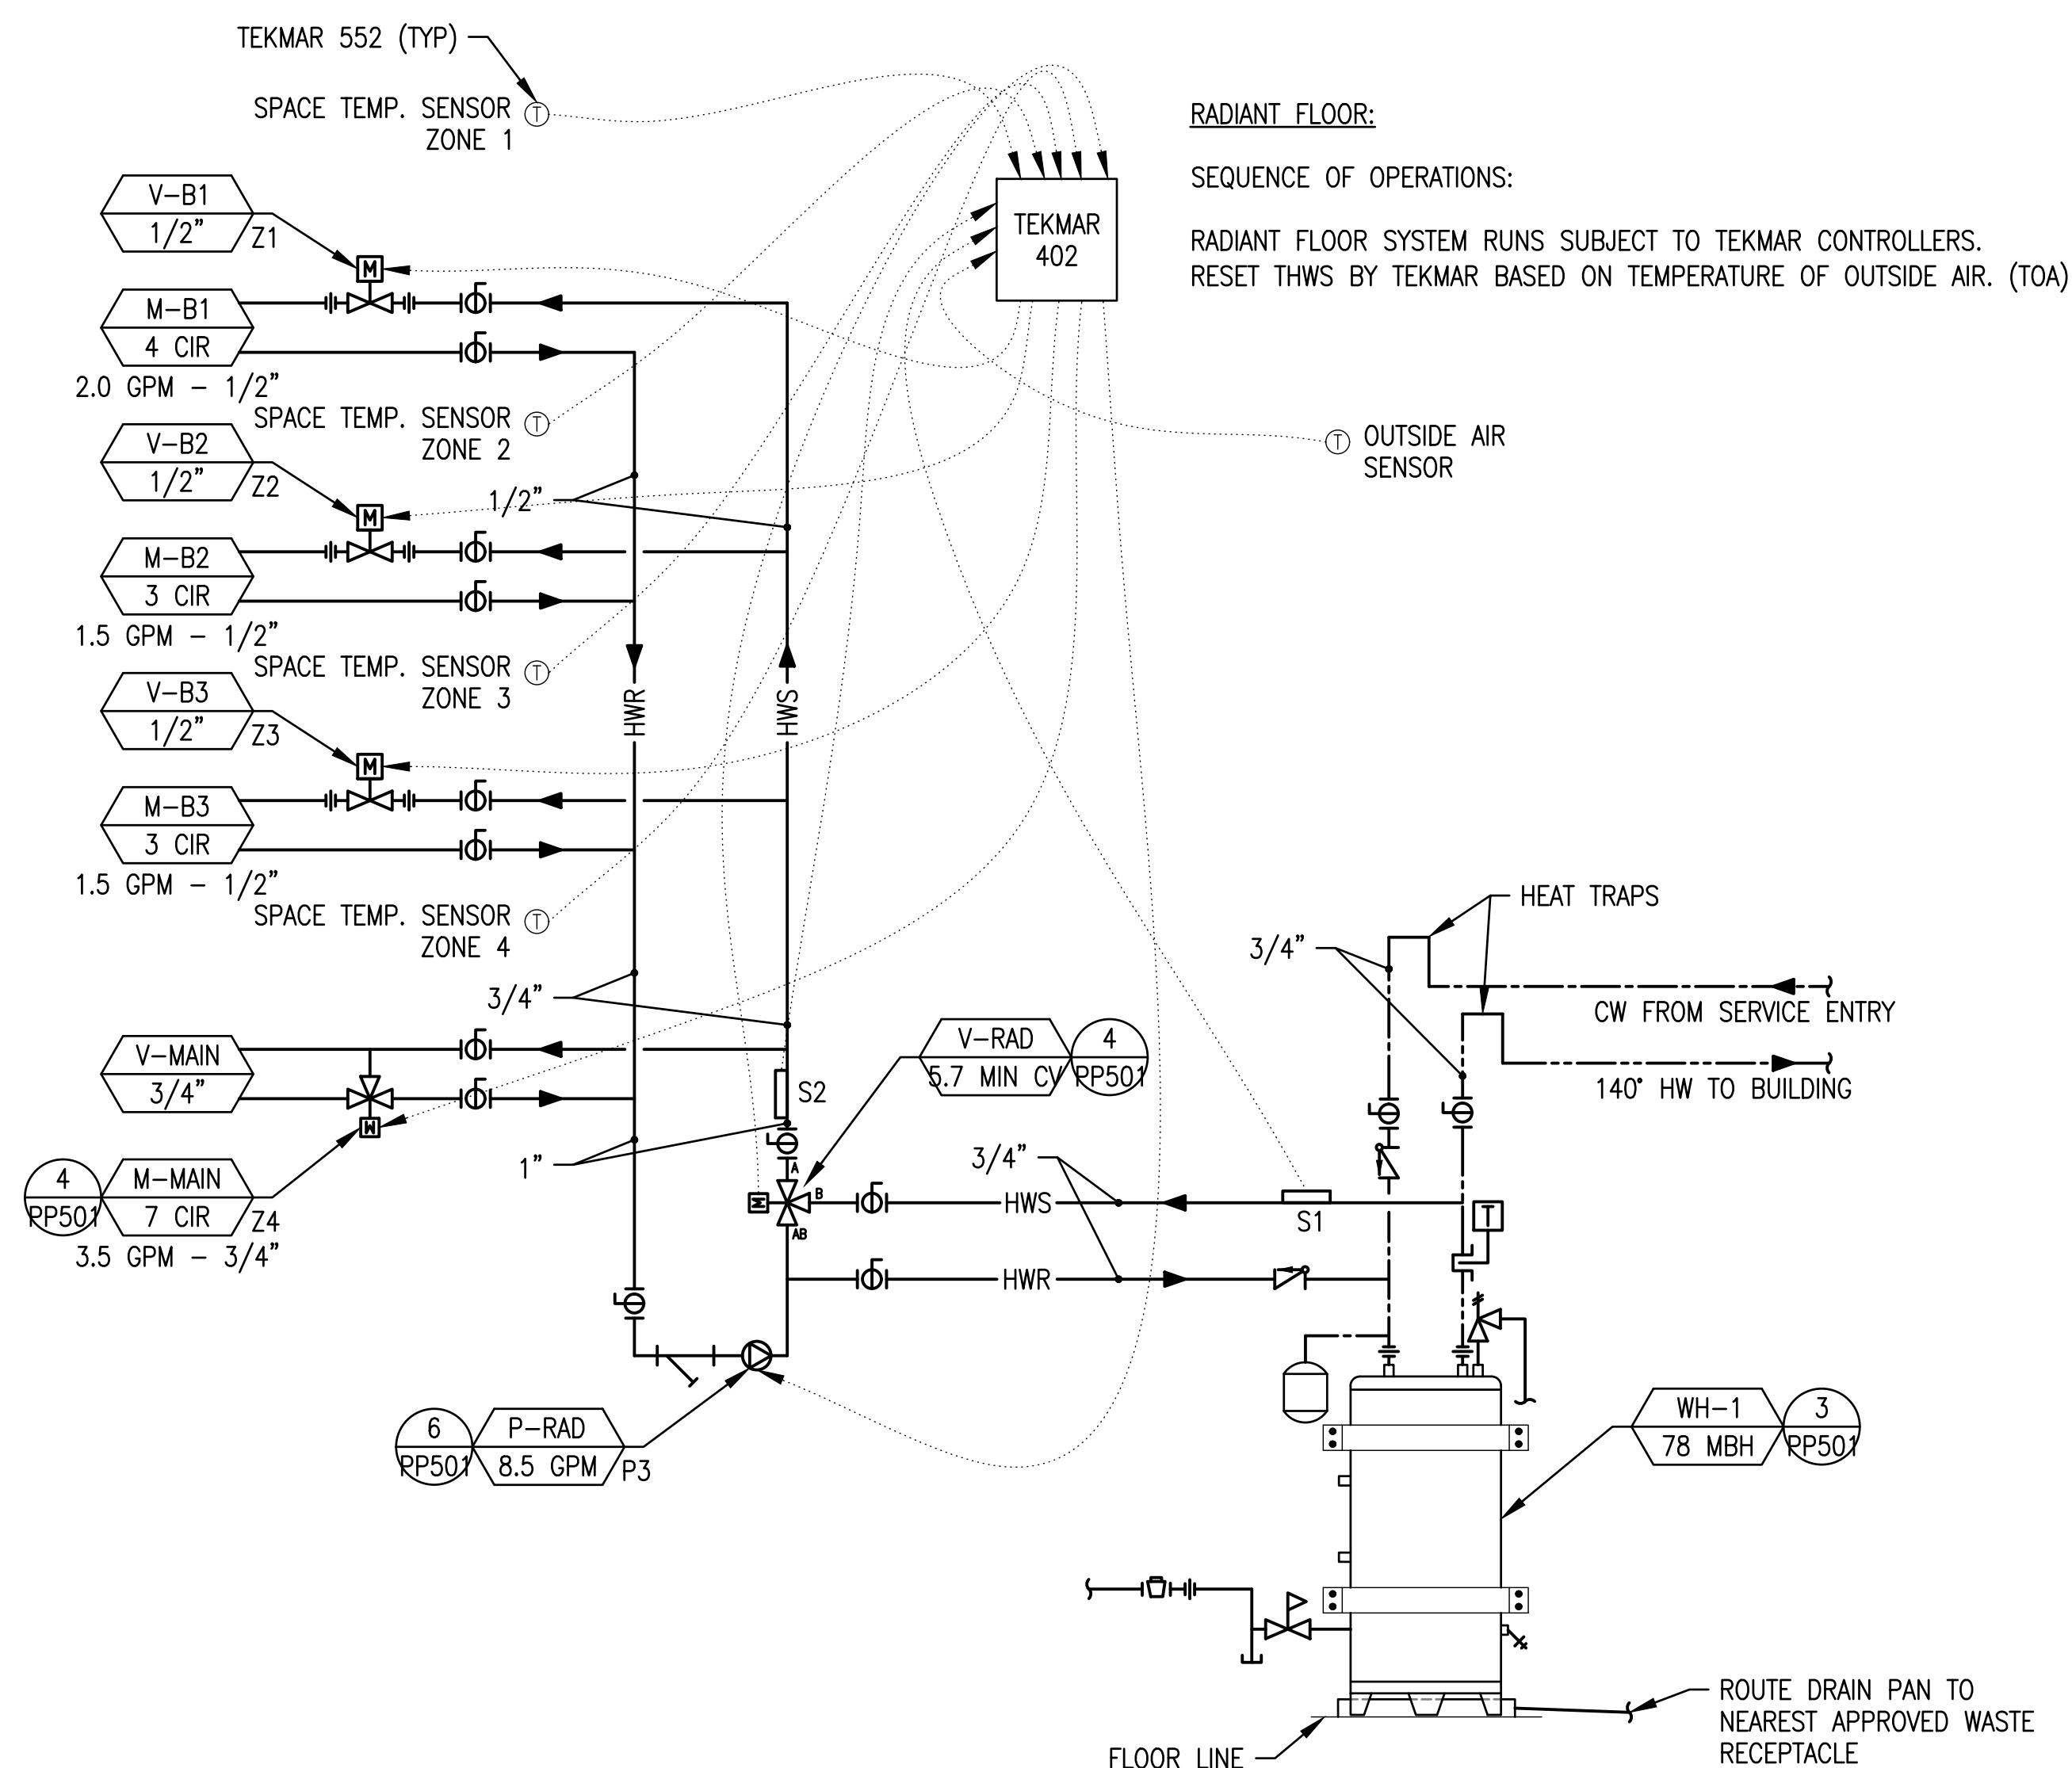 TEKMAR 552 (TYP)
SPACE TEMP. SENSOR T
ZONE 1
RADIANT FLOOR:
SEQUENCE OF OPERATIONS:
RADIANT FLOOR SYSTEM RUNS SUBJECT TO TEKMAR CONTROLLERS.
RESET THWS BY TEKMAR BASED ON TEMPERATURE OF OUTSIDE AIR. (TOA)
TEKMAR
402
V-B1
1/2" Z1
M
M-B1
4 CIR
2.0 GPM - 1/2"
SPACE TEMP. SENSOR T
ZONE 2
T OUTSIDE AIR
SENSOR
V-B2
1/2" Z2
M
1/2"
M-B2
3 CIR
1.5 GPM - 1/2"
SPACE TEMP. SENSOR T
ZONE 3
HWR
HWS
V-B3
1/2" Z3
M
M-B3
3 CIR
1.5 GPM - 1/2"
SPACE TEMP. SENSOR T
ZONE 4
3/4"
HEAT TRAPS
3/4"
CW FROM SERVICE ENTRY
140° HW TO BUILDING
V-MAIN
3/4"
M
S2
V-RAD
5.7 MIN CV
4
PP501
1"
A
B
AB
M
3/4"
HWS
S1
T
HWR
4
PP501
M-MAIN
7 CIR Z4
3.5 GPM - 3/4"
6
PP501
P-RAD
8.5 GPM P3
WH-1
78 MBH
3
PP501
ROUTE DRAIN PAN TO
NEAREST APPROVED WASTE
RECEPTACLE
FLOOR LINE